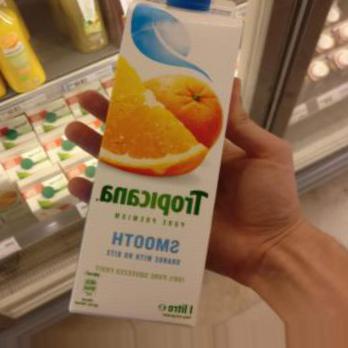 Tropicana
PURE PREMIUM
SMOOTH
ORANGE WITH NO BITS
100% PURE SQUEEZED FRUIT
1 litre e